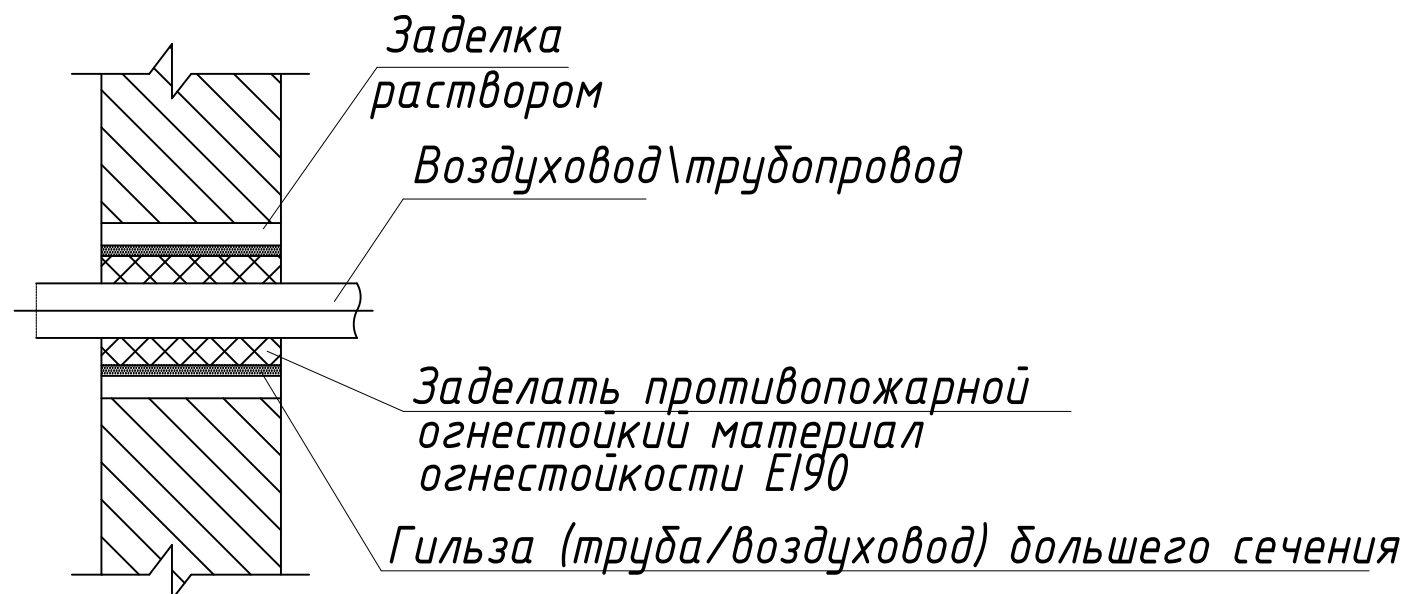 Заделка
раствором
Воздуховод\трубопровод
Заделать противопожарной
огнестойкий материал
огнестойкости EI90
Гильза (труба/воздуховод) большего сечения